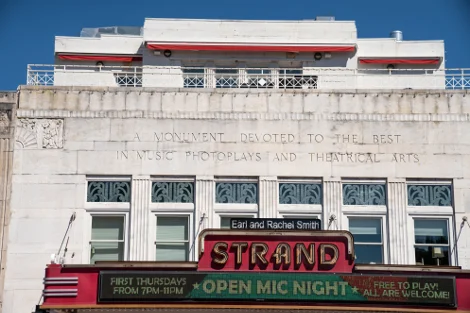 A MONUMENT DEVOTED TO THE BEST
IN MUSIC PHOTOPLAYS AND THEATRICAL ARTS
Earl and Rachel Smith
STRAND
FIRST THURSDAYS
FROM 7PM-11PM
OPEN MIC NIGHT
FREE TO PLAY!
ALL ARE WELCOME!